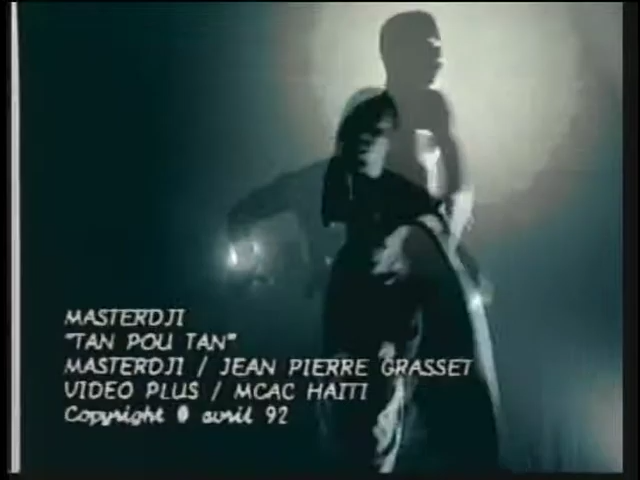 MASTERDJI
"TAN POU TAN"
MASTERDJI / JEAN PIERRE GRASSET
VIDEO PLUS / MCAC HAITI
Copyright © avril 92